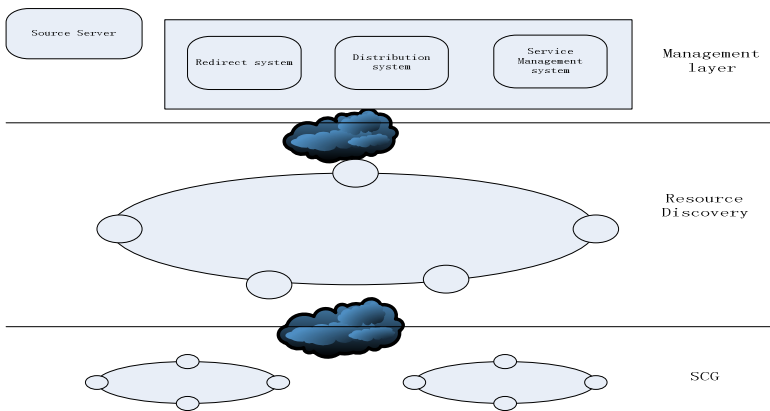 Source Server
Redirect system
Distribution
system
Service
Management
system
Management
layer
Resource
Discovery
SCG